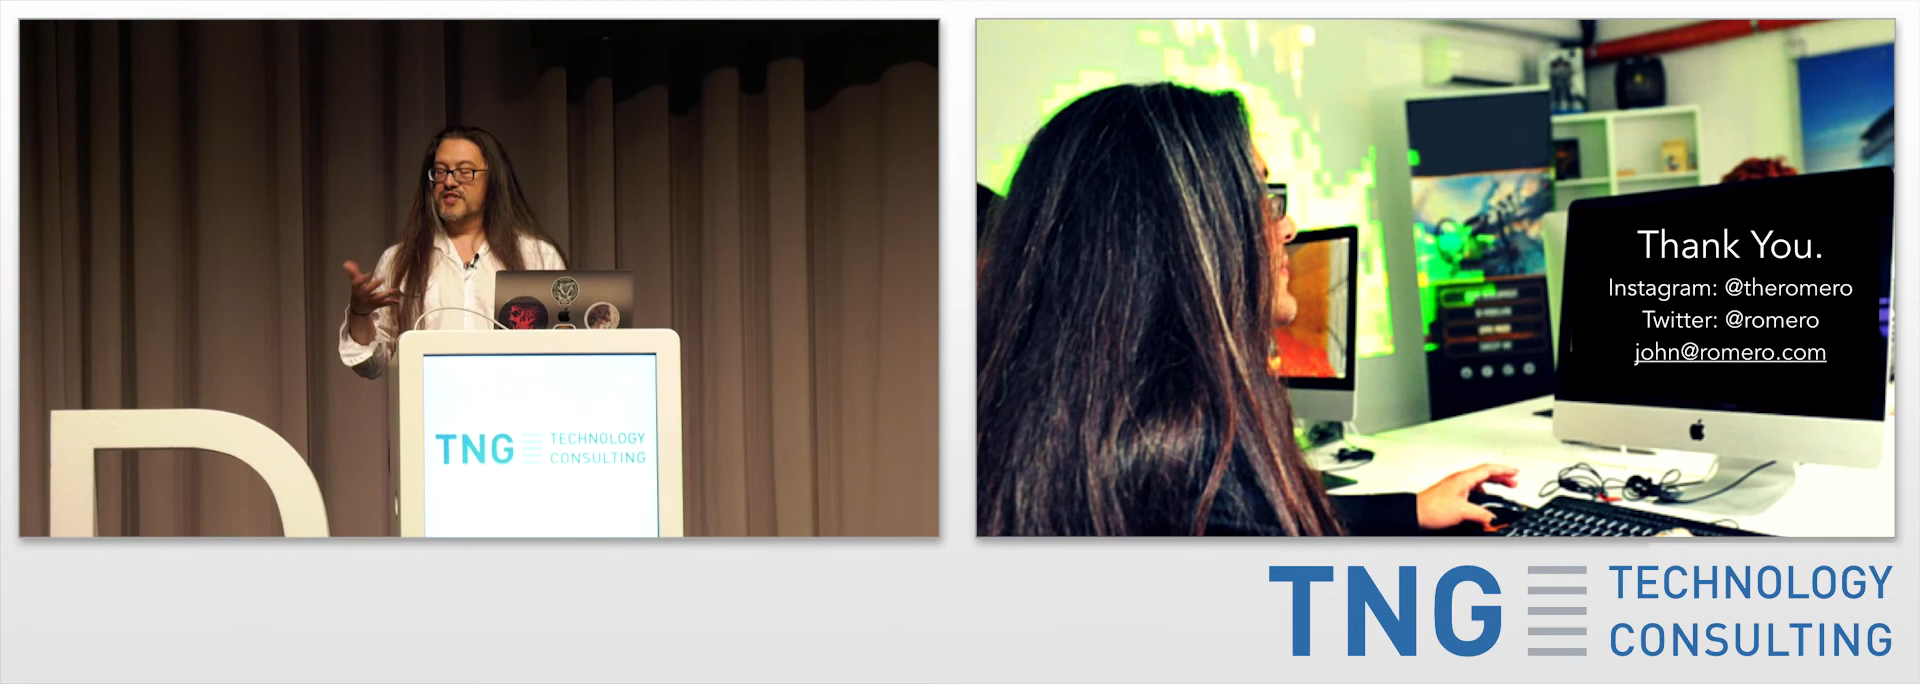 TNG TECHNOLOGY
CONSULTING
Thank You.
Instagram: @theromero
Twitter: @romero
john@romero.com
TNG TECHNOLOGY
CONSULTING